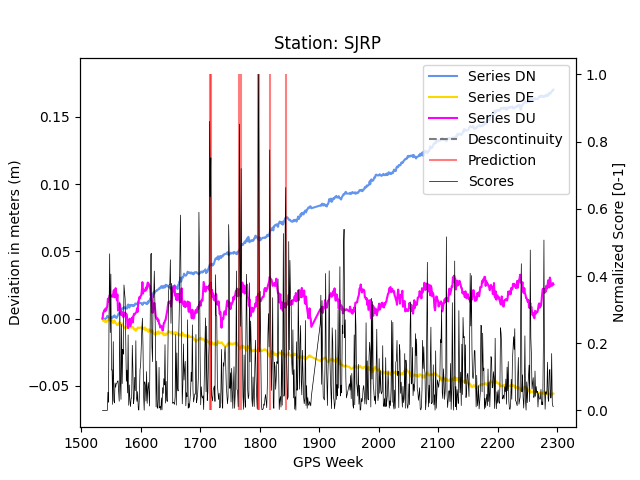 Station: SJRP
Series DN
Series DE
Series DU
Descontinuity
Prediction
Scores
Deviation in meters (m)
0.15
0.10
0.05
0.00
−0.05
Normalized Score [0-1]
1.0
0.8
0.6
0.4
0.2
0.0
1500 1600 1700 1800 1900 2000 2100 2200 2300
GPS Week